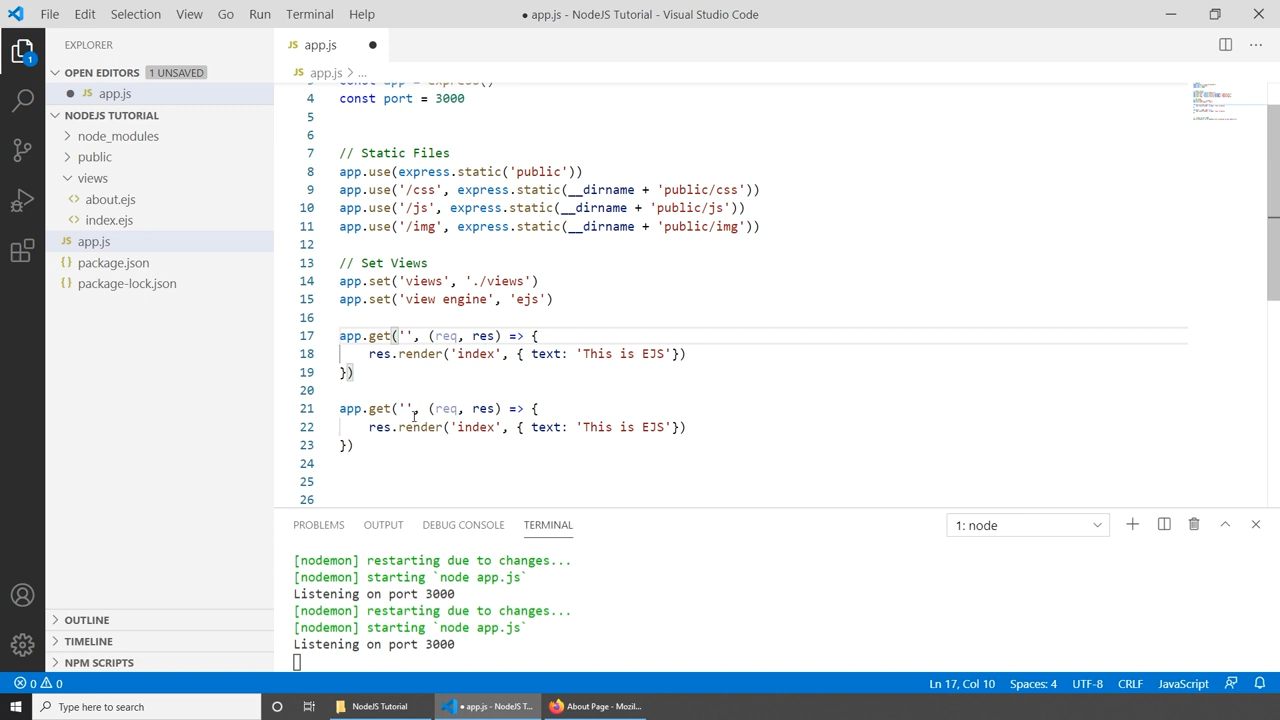 File Edit Selection View Go Run Terminal Help ● app.js - NodeJS Tutorial - Visual Studio Code
EXPLORER
JS app.js ●
1
OPEN EDITORS 1 UNSAVED
JS app.js > ...
● JS app.js
NODEJS TUTORIAL
node_modules
public
views
<> about.ejs
<> index.ejs
JS app.js
{} package.json
{} package-lock.json
OUTLINE
TIMELINE
NPM SCRIPTS
3 const app = express()
4 const port = 3000
5
6
7 // Static Files
8 app.use(express.static('public'))
9 app.use('/css', express.static(__dirname + 'public/css'))
10 app.use('/js', express.static(__dirname + 'public/js'))
11 app.use('/img', express.static(__dirname + 'public/img'))
12
13 // Set Views
14 app.set('views', './views')
15 app.set('view engine', 'ejs')
16
17 app.get('', (req, res) => {
18 res.render('index', { text: 'This is EJS'})
19 })
20
21 app.get('', (req, res) => {
22 res.render('index', { text: 'This is EJS'})
23 })
24
25
26
PROBLEMS OUTPUT DEBUG CONSOLE TERMINAL 1: node
[nodemon] restarting due to changes...
[nodemon] starting `node app.js`
Listening on port 3000
[nodemon] restarting due to changes...
[nodemon] starting `node app.js`
Listening on port 3000
0 0 Ln 17, Col 10 Spaces: 4 UTF-8 CRLF JavaScript
Type here to search NodeJS Tutorial ● app.js - NodeJS T... About Page - Mozil...